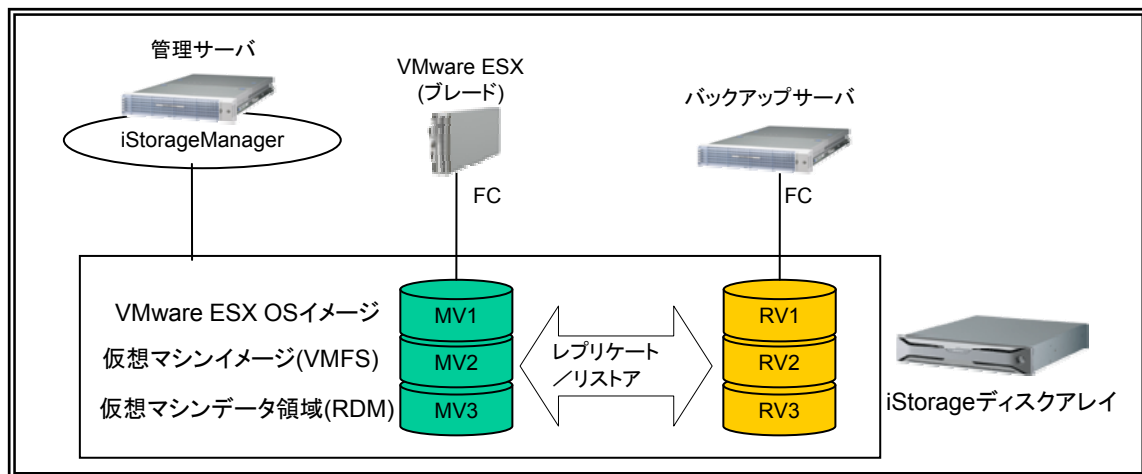 管理サーバ
iStorageManager
VMware ESX
(ブレード)
バックアップサーバ
FC
FC
VMware ESX OSイメージ
仮想マシンイメージ(VMFS)
仮想マシンデータ領域(RDM)
MV1
MV2
MV3
レプリケート
／リストア
RV1
RV2
RV3
iStorageディスクアレイ